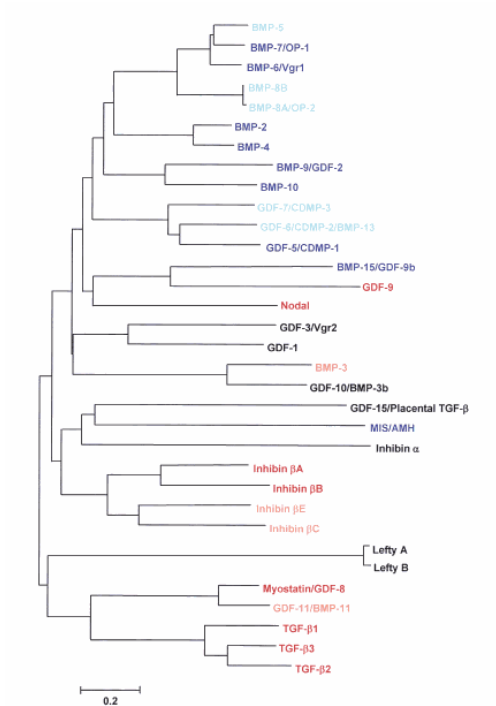 BMP-5
BMP-7/OP-1
BMP-6/Vgr1
BMP-8B
BMP-8A/OP-2
BMP-2
BMP-4
BMP-9/GDF-2
BMP-10
GDF-7/CDMP-3
GDF-6/CDMP-2/BMP-13
GDF-5/CDMP-1
BMP-15/GDF-9b
GDF-9
Nodal
GDF-3/Vgr2
GDF-1
BMP-3
GDF-10/BMP-3b
GDF-15/Placental TGF-β
MIS/AMH
Inhibin α
Inhibin βA
Inhibin βB
Inhibin βE
Inhibin βC
Lefty A
Lefty B
Myostatin/GDF-8
GDF-11/BMP-11
TGF-β1
TGF-β3
TGF-β2
0.2